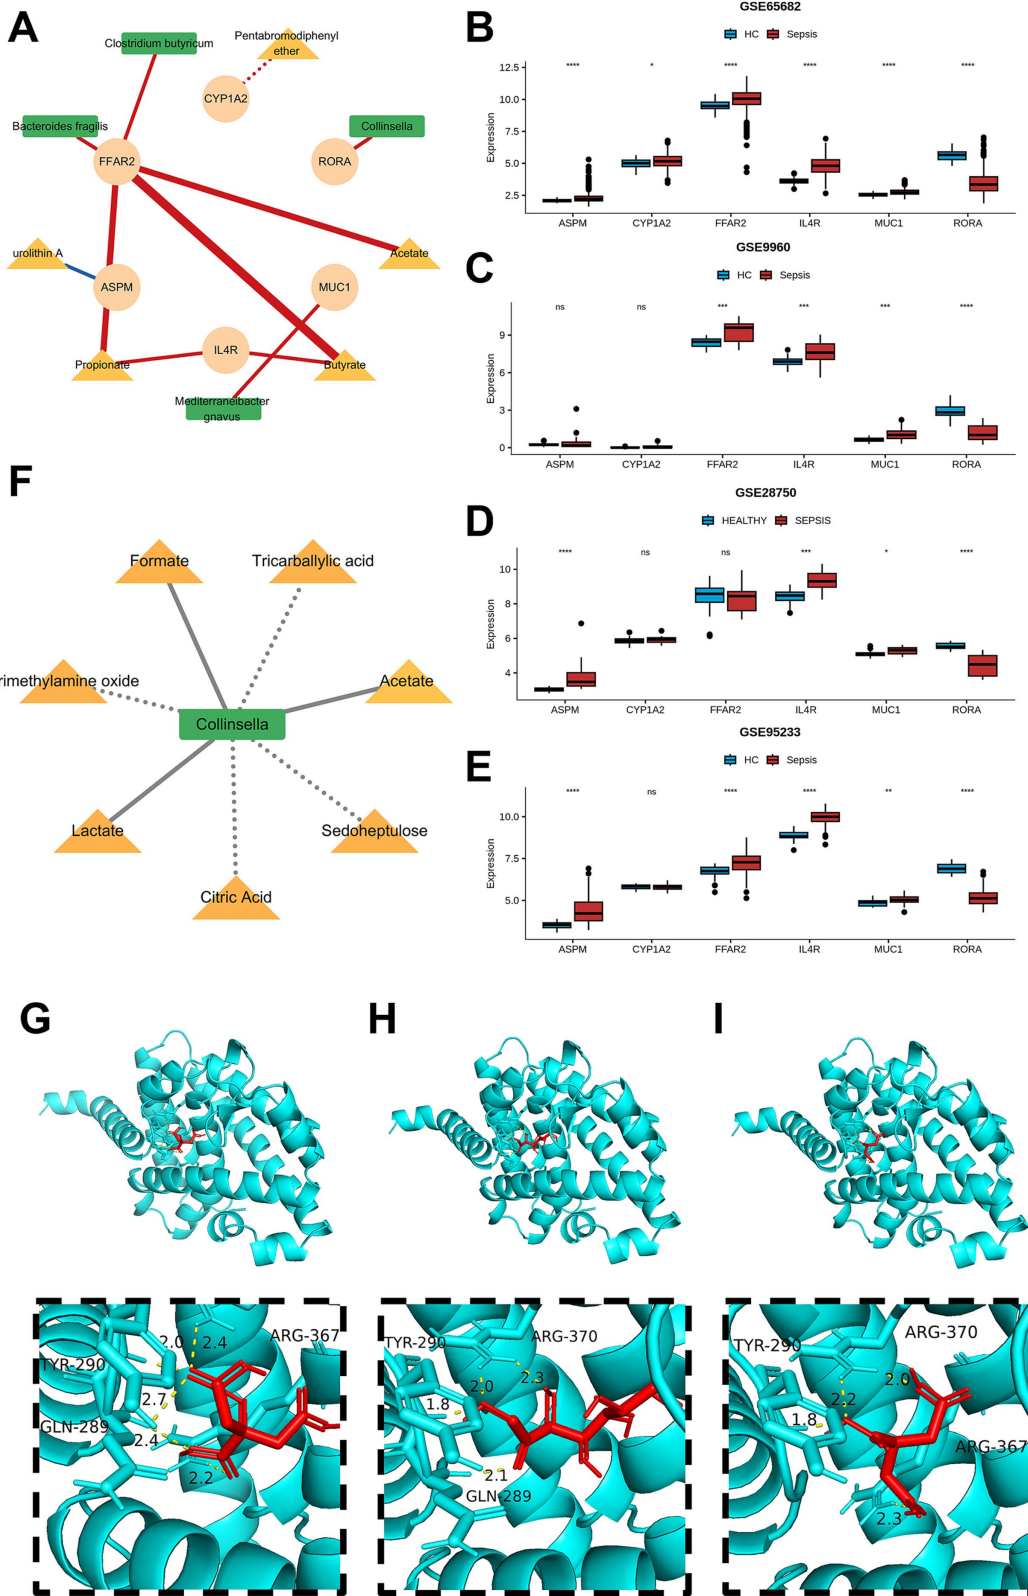 A
Clostridium butyricum
Pentabromodiphenyl
ether
CYP1A2
Bacteroides fragilis
Collinsella
FFAR2
RORA
urolithin A
Acetate
ASPM
MUC1
IL4R
Propionate
Butyrate
Mediterraneibacter
gnavus
B
GSE65682
HC Sepsis
**** * **** **** **** ****
Expression
12.5
10.0
7.5
5.0
2.5
ASPM CYP1A2 FFAR2 IL4R MUC1 RORA
C
GSE9960
HC Sepsis
ns ns *** *** *** ****
Expression
9
6
3
0
ASPM CYP1A2 FFAR2 IL4R MUC1 RORA
D
GSE28750
HEALTHY SEPSIS
**** ns ns *** * ****
Expression
10
8
6
4
ASPM CYP1A2 FFAR2 IL4R MUC1 RORA
E
GSE95233
HC Sepsis
**** ns **** **** ** ****
Expression
10.0
7.5
5.0
ASPM CYP1A2 FFAR2 IL4R MUC1 RORA
F
Formate
Tricarballylic acid
rimethylamine oxide
Acetate
Collinsella
Lactate
Sedoheptulose
Citric Acid
G
2.0
2.4
ARG-367
TYR-290
2.7
GLN-289
2.4
2.2
H
TYR-290
ARG-370
2.0
2.3
1.8
2.1
GLN-289
I
TYR-290
ARG-370
2.0
2.2
1.8
ARG-367
2.3